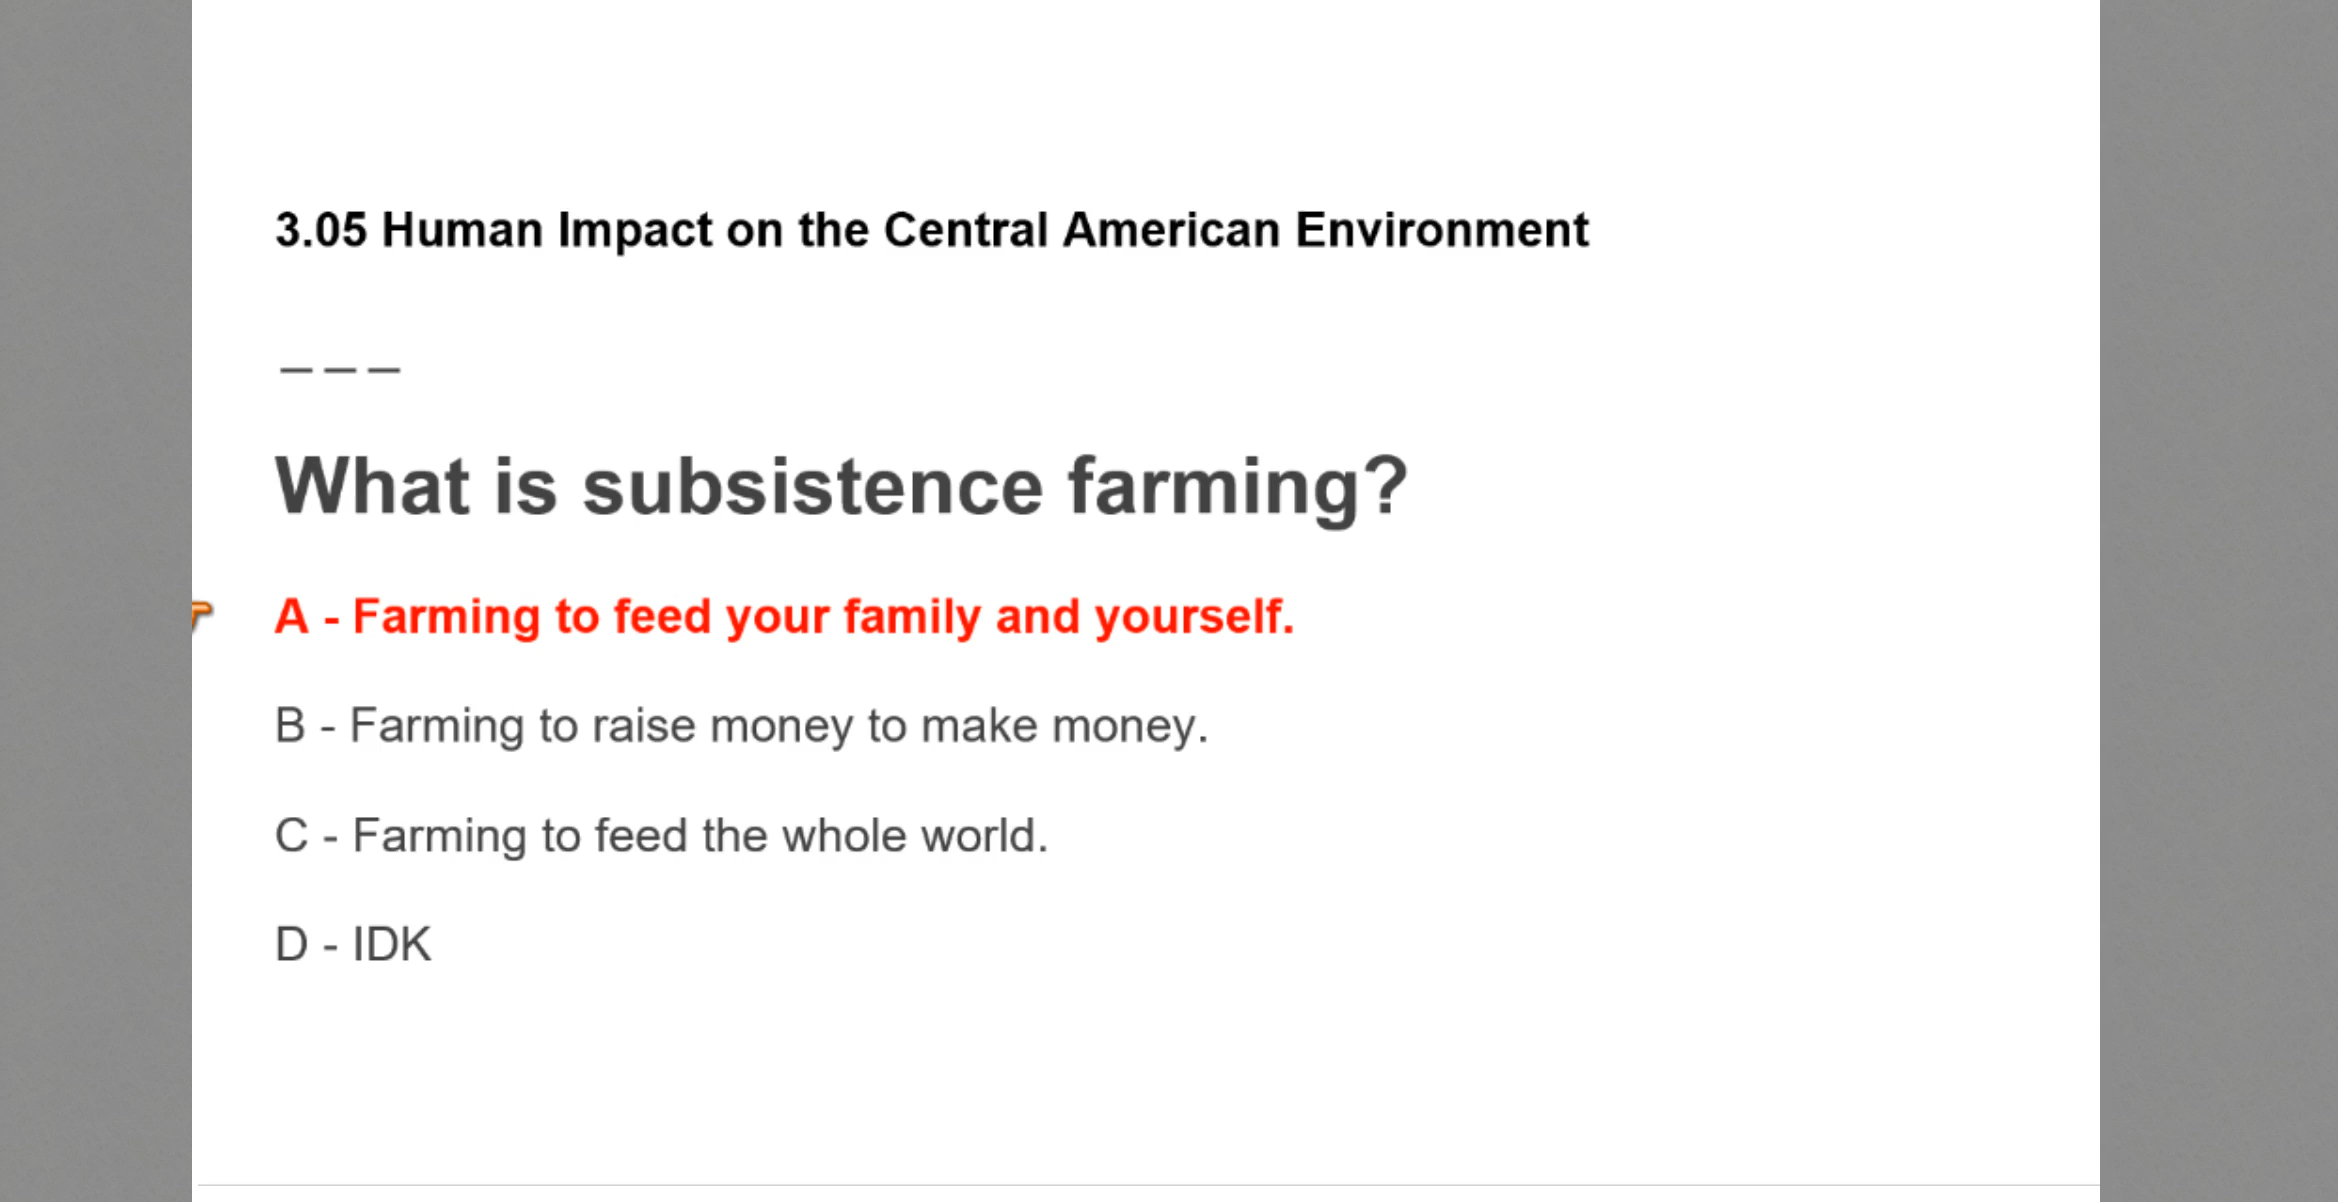 3.05 Human Impact on the Central American Environment
———
What is subsistence farming?
A - Farming to feed your family and yourself.
B - Farming to raise money to make money.
C - Farming to feed the whole world.
D - IDK